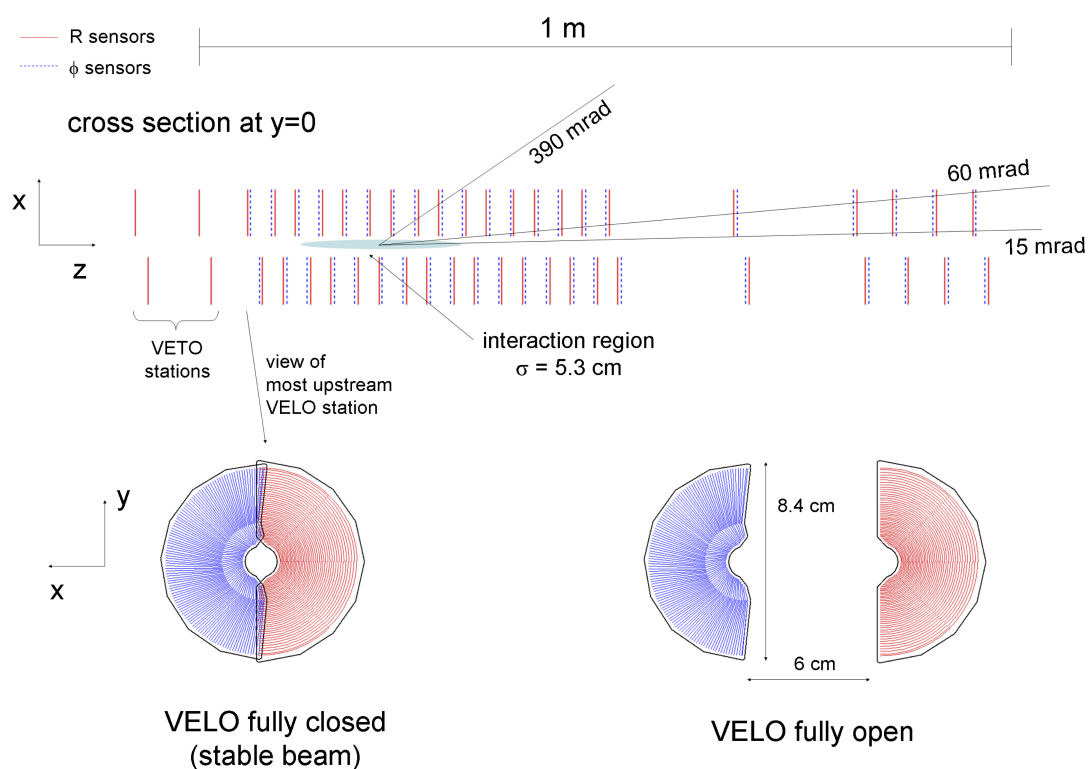 1 m
R sensors
ϕ sensors
cross section at y=0
390 mrad
60 mrad
15 mrad
x
z
VETO
stations
view of
most upstream
VELO station
interaction region
σ = 5.3 cm
y
x
8.4 cm
6 cm
VELO fully closed
(stable beam)
VELO fully open